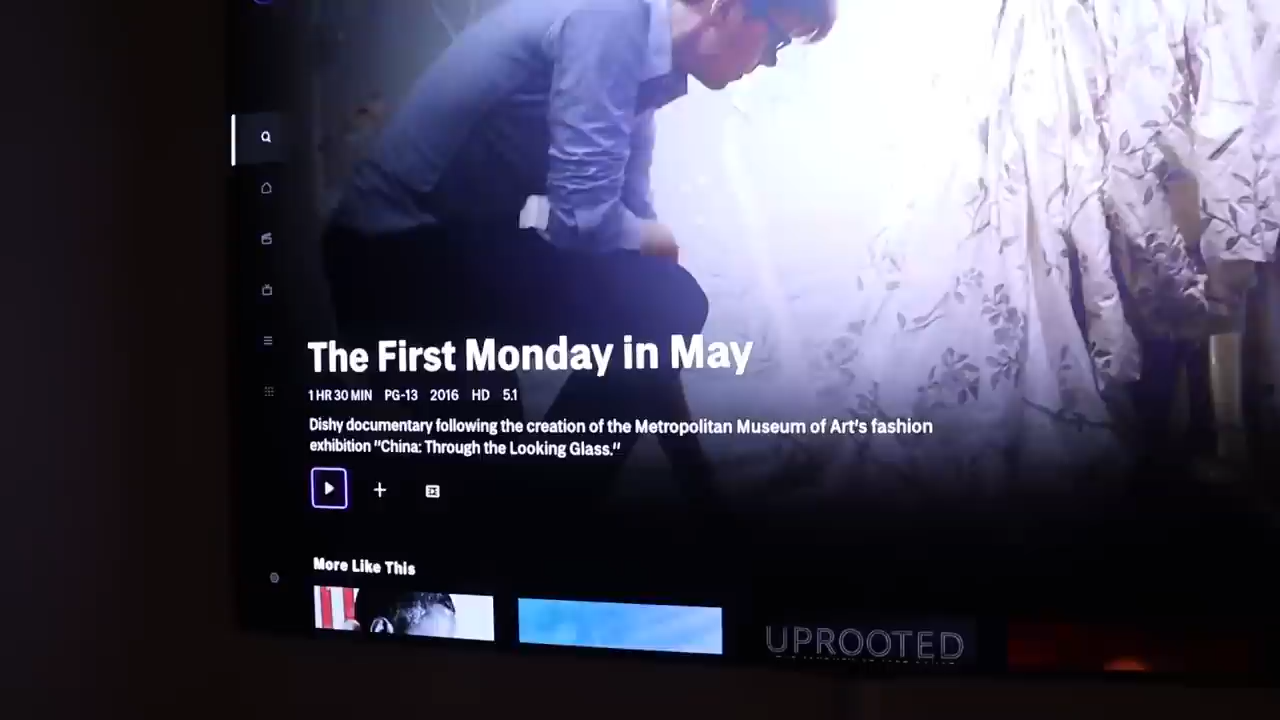 The First Monday in May
1 HR 30 MIN PG-13 2016 HD 5.1
Dishy documentary following the creation of the Metropolitan Museum of Art's fashion
exhibition "China: Through the Looking Glass."
More Like This
UPROOTED